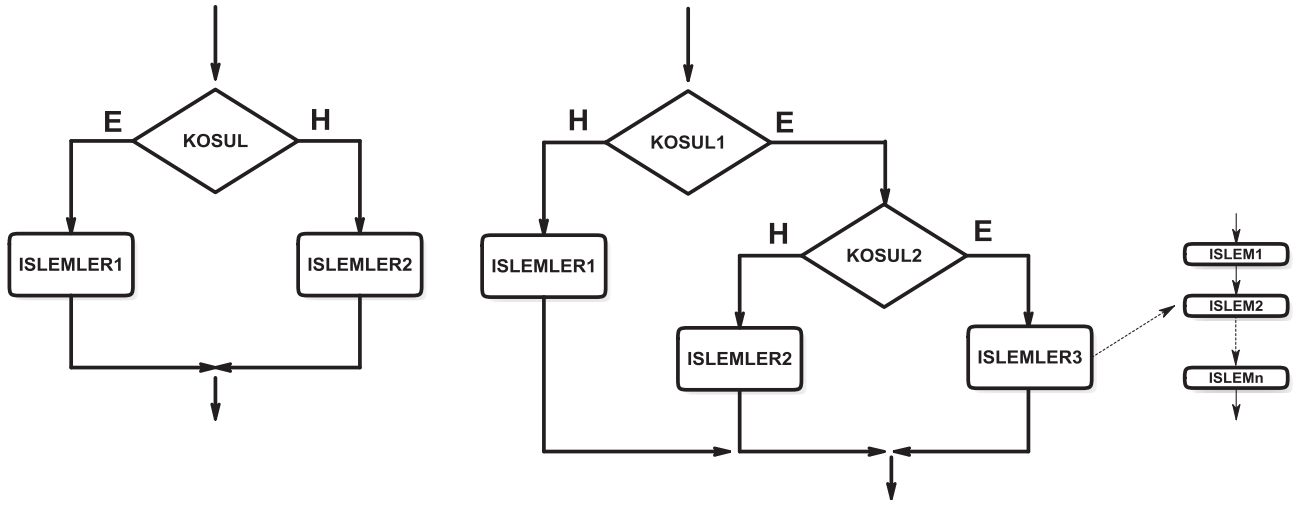 E
H
KOSUL
ISLEMLER1
ISLEMLER2
H
E
KOSUL1
H
E
KOSUL2
ISLEMLER1
ISLEMLER2
ISLEMLER3
ISLEM1
ISLEM2
ISLEMn